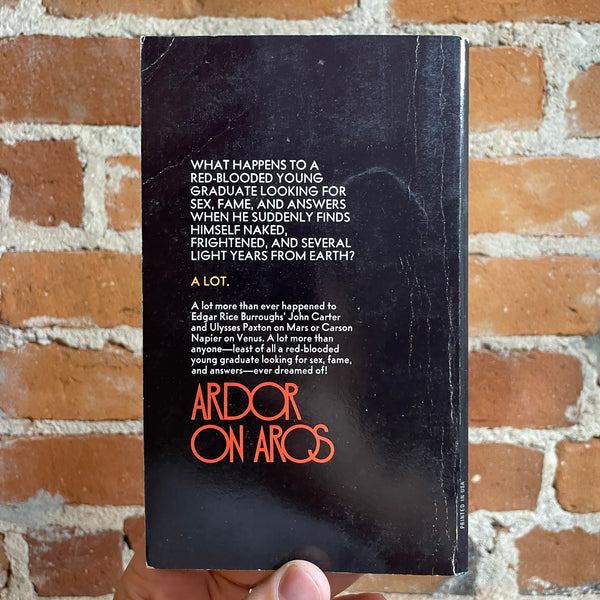 WHAT HAPPENS TO A
RED-BLOODED YOUNG
GRADUATE LOOKING FOR
SEX, FAME, AND ANSWERS
WHEN HE SUDDENLY FINDS
HIMSELF NAKED,
FRIGHTENED, AND SEVERAL
LIGHT YEARS FROM EARTH?
A LOT.
A lot more than ever happened to
Edgar Rice Burroughs' John Carter
and Ulysses Paxton on Mars or Carson
Napier on Venus. A lot more than
anyone—least of all a red-blooded
young graduate looking for sex, fame,
and answers—ever dreamed of!
ARDOR
ON AROS
PRINTED IN USA